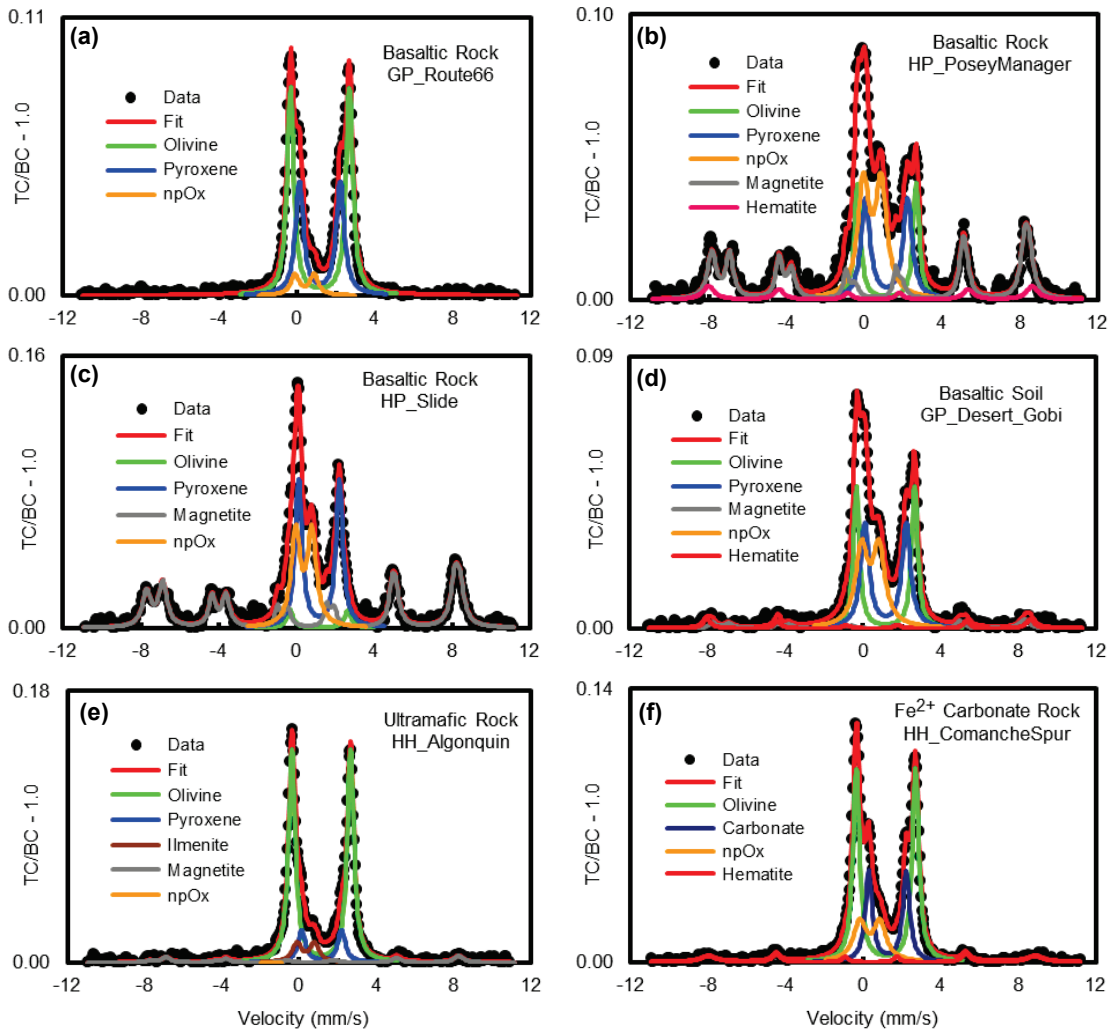 0.11
(a)
Basaltic Rock
GP_Route66
Data
Fit
Olivine
Pyroxene
npOx
TC/BC - 1.0
0.00
-12 -8 -4 0 4 8 12
0.10
(b)
Basaltic Rock
HP_PoseyManager
Data
Fit
Olivine
Pyroxene
npOx
Magnetite
Hematite
TC/BC - 1.0
0.00
-12 -8 -4 0 4 8 12
0.16
(c)
Basaltic Rock
HP_Slide
Data
Fit
Olivine
Pyroxene
Magnetite
npOx
TC/BC - 1.0
0.00
-12 -8 -4 0 4 8 12
0.09
(d)
Basaltic Soil
GP_Desert_Gobi
Data
Fit
Olivine
Pyroxene
Magnetite
npOx
Hematite
TC/BC - 1.0
0.00
-12 -8 -4 0 4 8 12
0.18
(e)
Ultramafic Rock
HH_Algonquin
Data
Fit
Olivine
Pyroxene
Ilmenite
Magnetite
npOx
TC/BC - 1.0
0.00
-12 -8 -4 0 4 8 12
Velocity (mm/s)
0.14
(f)
Fe²⁺ Carbonate Rock
HH_ComancheSpur
Data
Fit
Olivine
Carbonate
npOx
Hematite
TC/BC - 1.0
0.00
-12 -8 -4 0 4 8 12
Velocity (mm/s)